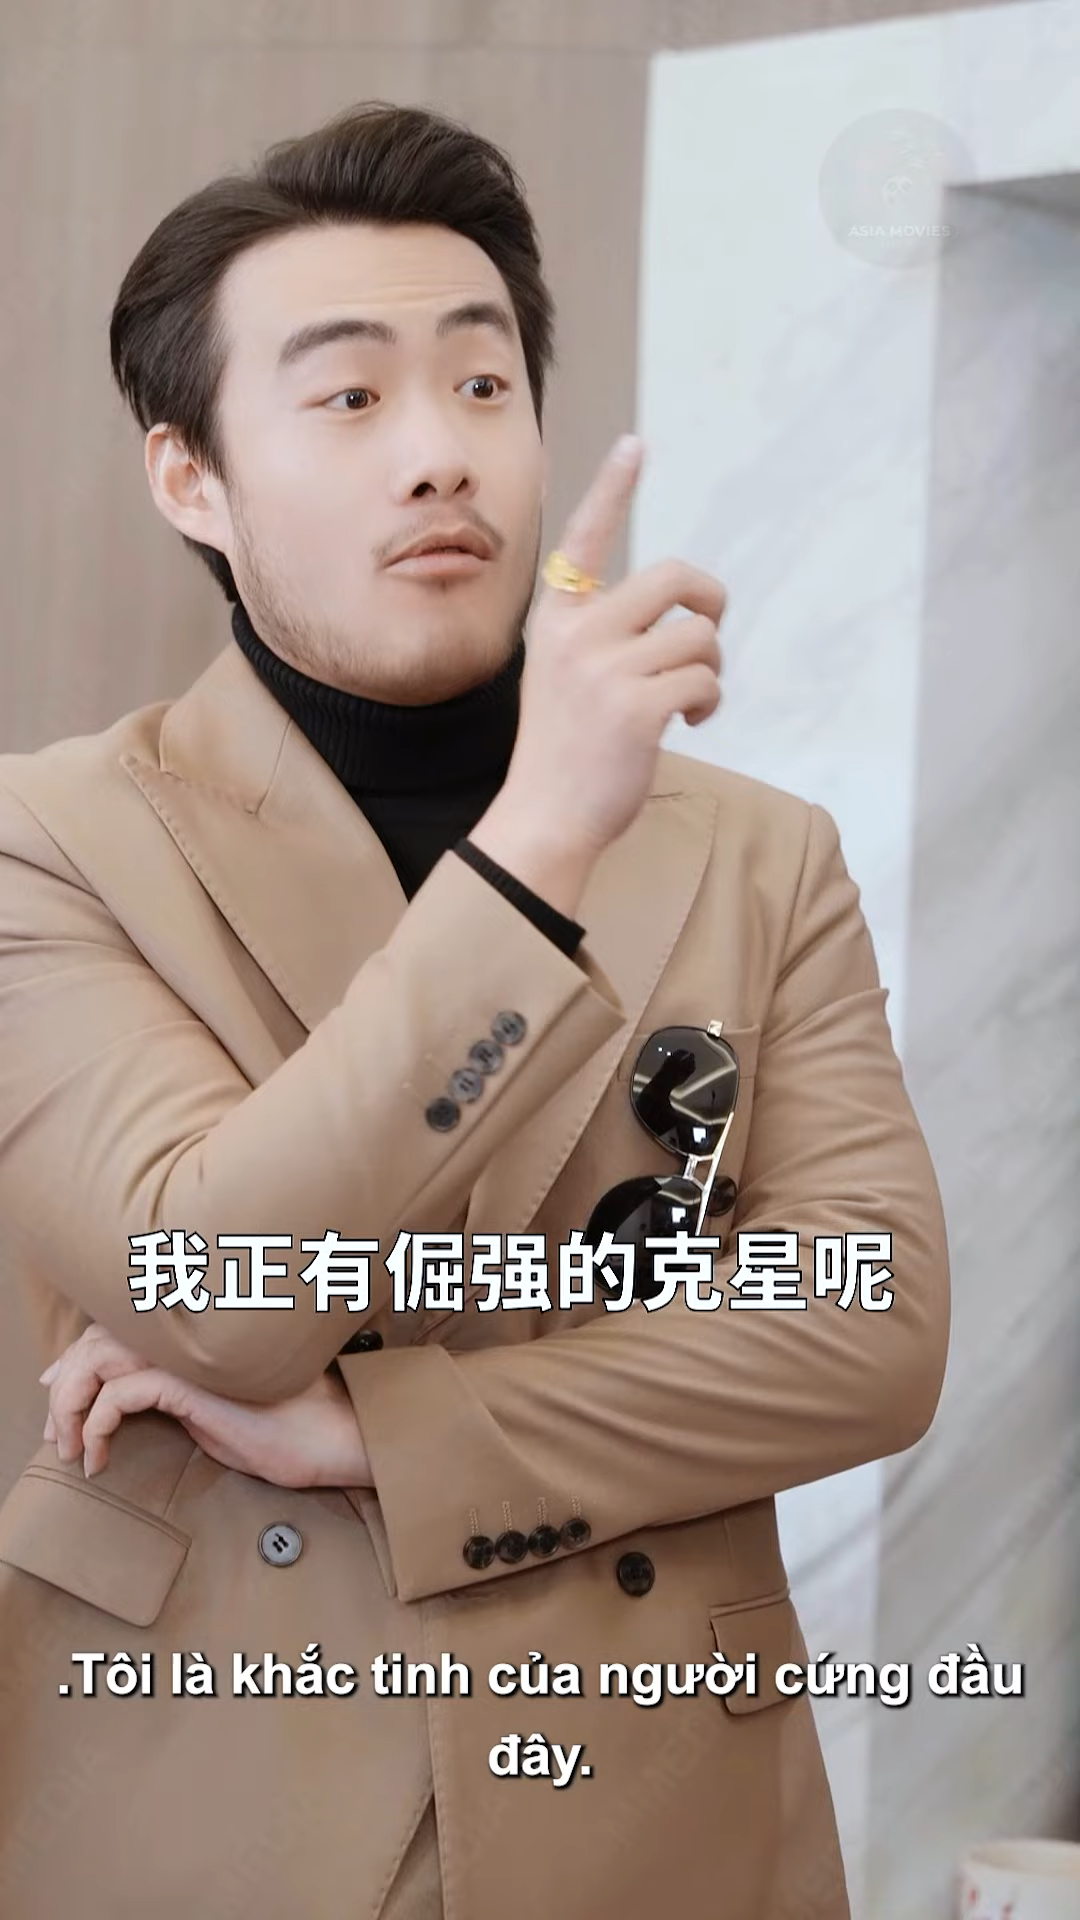 ASIA MOVIES
我正有倔强的克星呢
.Tôi là khắc tinh của người cứng đầu
đây.